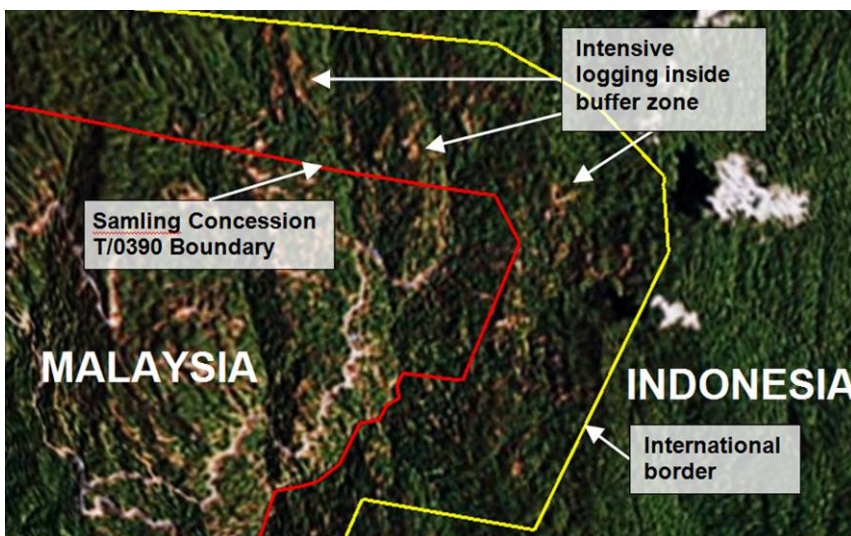 Intensive
logging inside
buffer zone
Samling Concession
T/0390 Boundary
MALAYSIA
INDONESIA
International
border